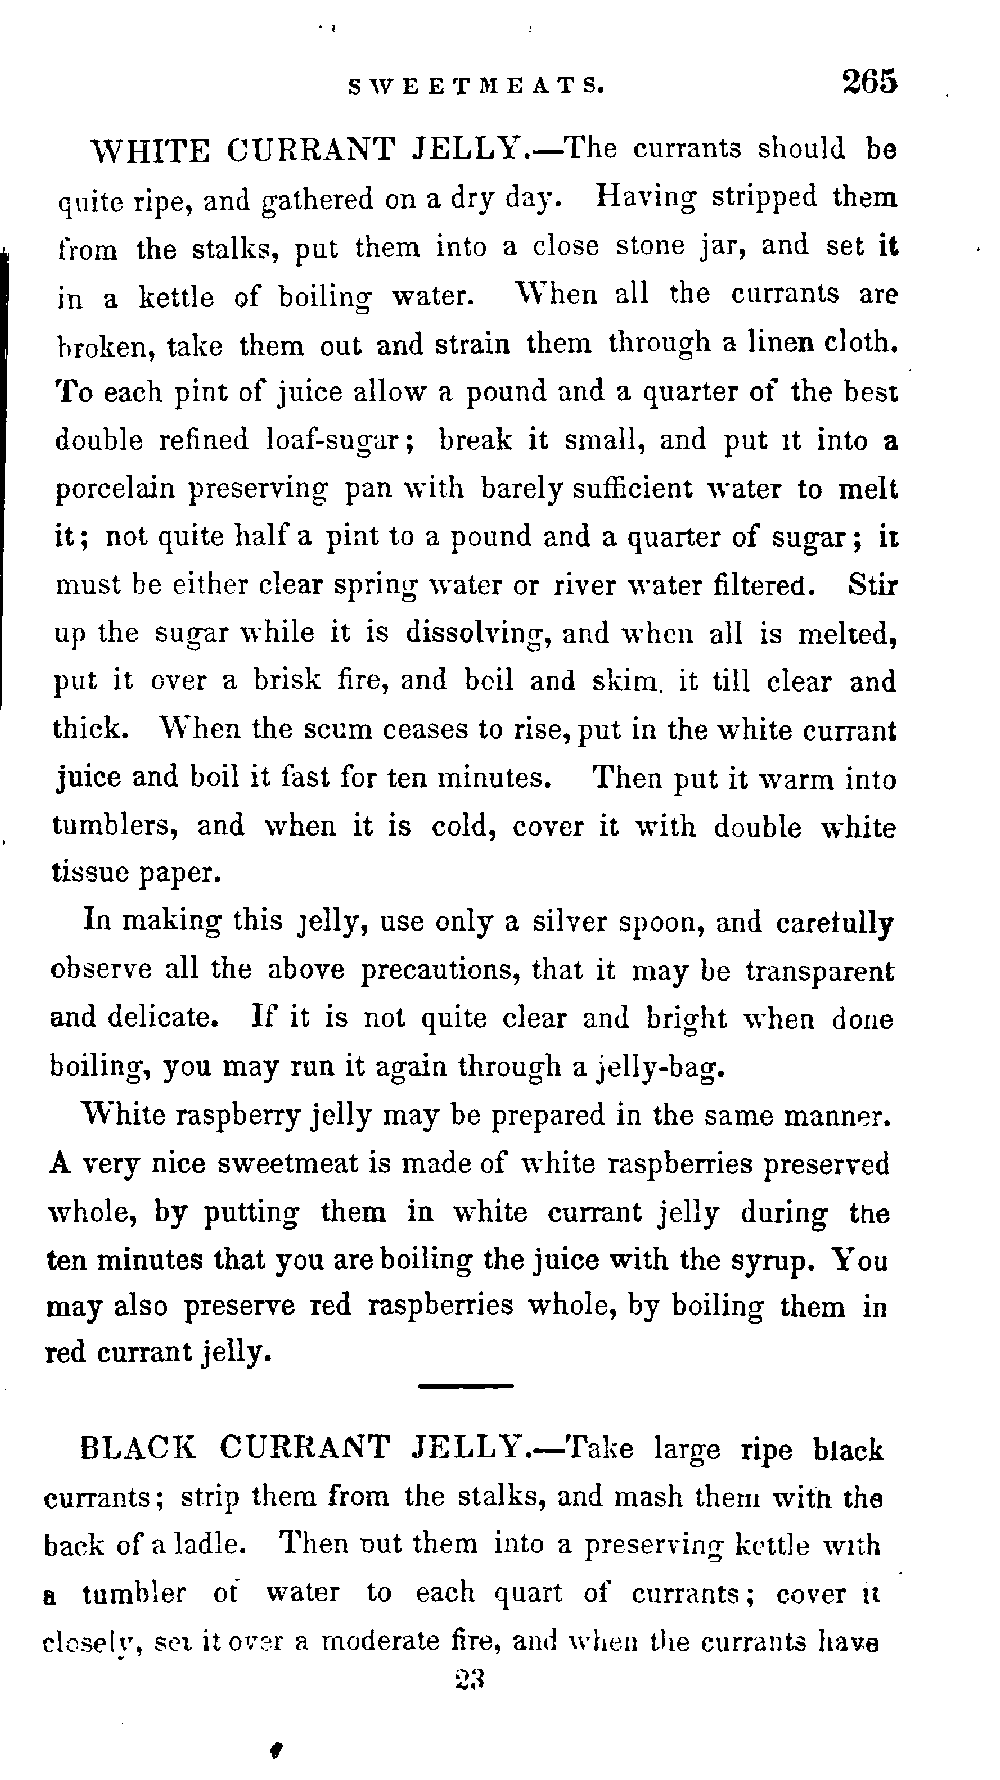 SWEETMEATS. 265
WHITE CURRANT JELLY.—The currants should be
quite ripe, and gathered on a dry day. Having stripped them
from the stalks, put them into a close stone jar, and set it
in a kettle of boiling water. When all the currants are
broken, take them out and strain them through a linen cloth.
To each pint of juice allow a pound and a quarter of the best
double refined loaf-sugar; break it small, and put it into a
porcelain preserving pan with barely sufficient water to melt
it; not quite half a pint to a pound and a quarter of sugar; it
must be either clear spring water or river water filtered. Stir
up the sugar while it is dissolving, and when all is melted,
put it over a brisk fire, and boil and skim. it till clear and
thick. When the scum ceases to rise, put in the white currant
juice and boil it fast for ten minutes. Then put it warm into
tumblers, and when it is cold, cover it with double white
tissue paper.
In making this jelly, use only a silver spoon, and carefully
observe all the above precautions, that it may be transparent
and delicate. If it is not quite clear and bright when done
boiling, you may run it again through a jelly-bag.
White raspberry jelly may be prepared in the same manner.
A very nice sweetmeat is made of white raspberries preserved
whole, by putting them in white currant jelly during the
ten minutes that you are boiling the juice with the syrup. You
may also preserve red raspberries whole, by boiling them in
red currant jelly.
BLACK CURRANT JELLY.—Take large ripe black
currants; strip them from the stalks, and mash them with the
back of a ladle. Then put them into a preserving kettle with
a tumbler of water to each quart of currants; cover it
closely, set it over a moderate fire, and when the currants have
23